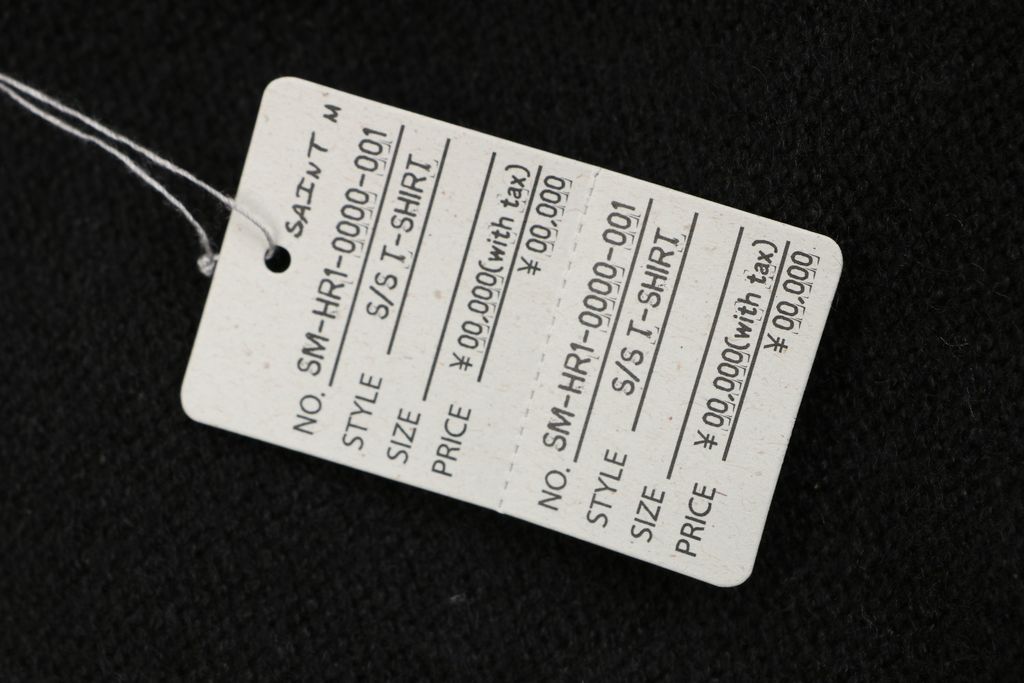 SAINT M
NO. SM-HR1-0000-001
STYLE S/S T-SHIRT
SIZE
PRICE ¥00,000(with tax)
¥00,000
NO. SM-HR1-0000-001
STYLE S/S T-SHIRT
SIZE
PRICE ¥00,000(with tax)
¥00,000